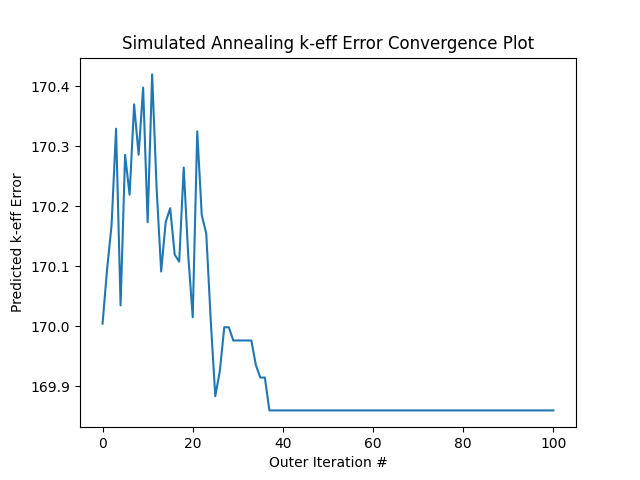 Simulated Annealing k-eff Error Convergence Plot
170.4
170.3
170.2
170.1
170.0
169.9
Predicted k-eff Error
0 20 40 60 80 100
Outer Iteration #